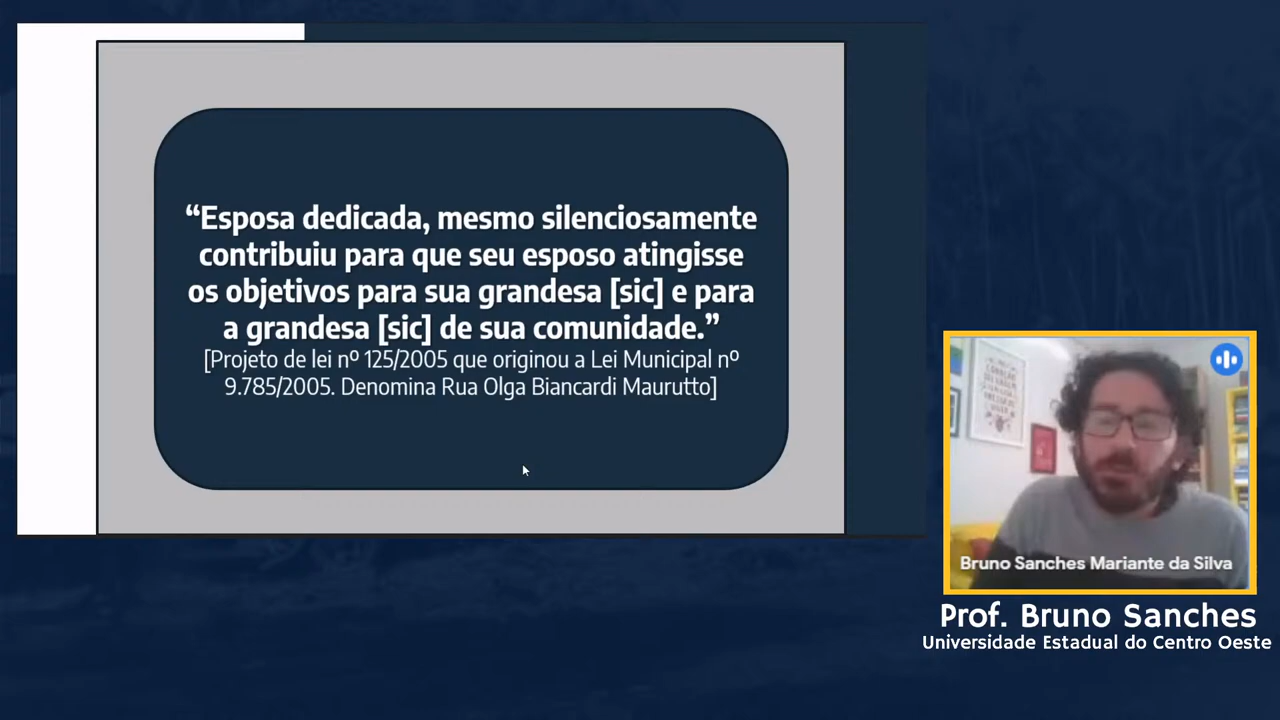 “Esposa dedicada, mesmo silenciosamente
contribuiu para que seu esposo atingisse
os objetivos para sua grandesa [sic] e para
a grandesa [sic] de sua comunidade.”
[Projeto de lei nº 125/2005 que originou a Lei Municipal nº
9.785/2005. Denomina Rua Olga Biancardi Maurutto]
Bruno Sanches Mariante da Silva
Prof. Bruno Sanches
Universidade Estadual do Centro Oeste